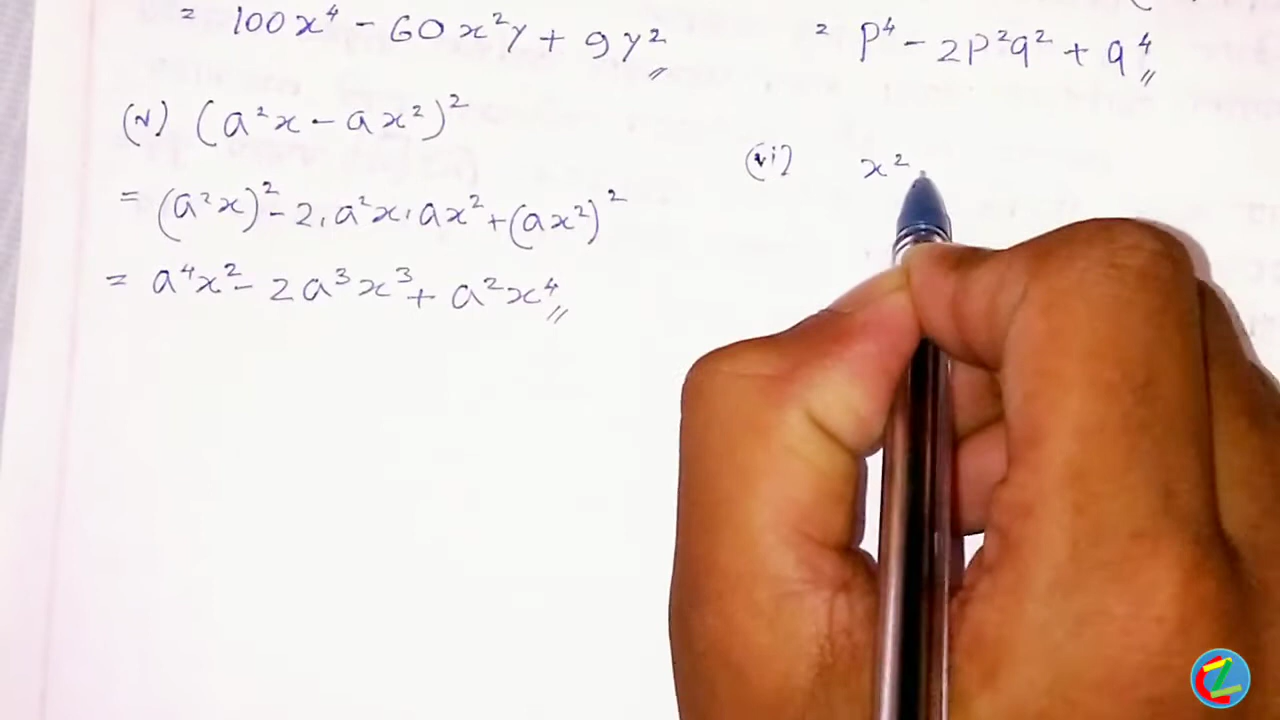 = 100x⁴ - 60x²y + 9y²
(v) (a²x - ax²)²
= (a²x)² - 2.a²x.ax² + (ax²)²
= a⁴x² - 2a³x³ + a²x⁴
= p⁴ - 2p²q² + q⁴
(vi) x²